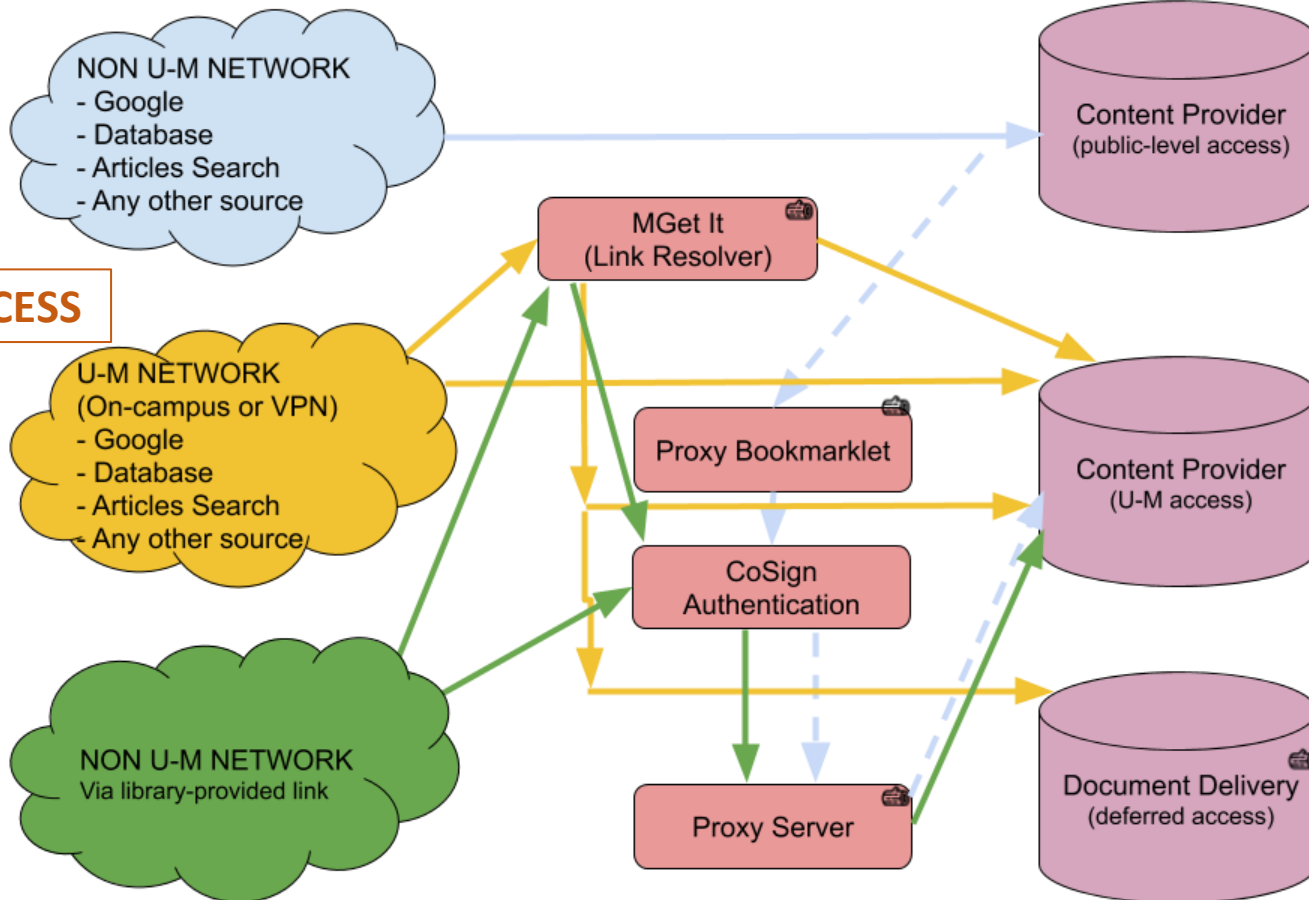 NON U-M NETWORK
- Google
- Database
- Articles Search
- Any other source
Content Provider
(public-level access)
MGet It
(Link Resolver)
CESS
U-M NETWORK
(On-campus or VPN)
- Google
- Database
- Articles Search
- Any other source
Proxy Bookmarklet
Content Provider
(U-M access)
CoSign
Authentication
NON U-M NETWORK
Via library-provided link
Proxy Server
Document Delivery
(deferred access)